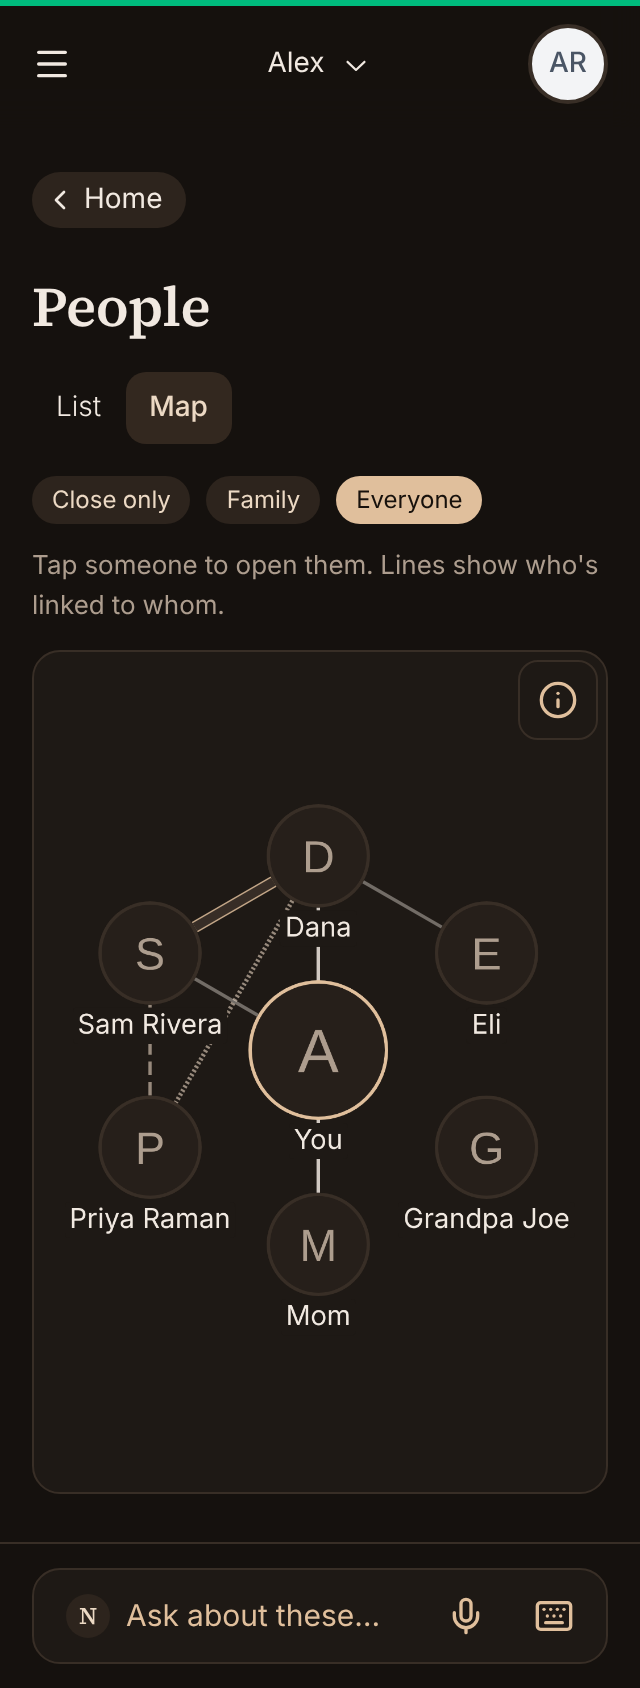 Alex
AR
Home
People
List
Map
Close only
Family
Everyone
Tap someone to open them. Lines show who's
linked to whom.
D
Dana
S
Sam Rivera
E
Eli
A
You
P
Priya Raman
G
Grandpa Joe
M
Mom
N
Ask about these...